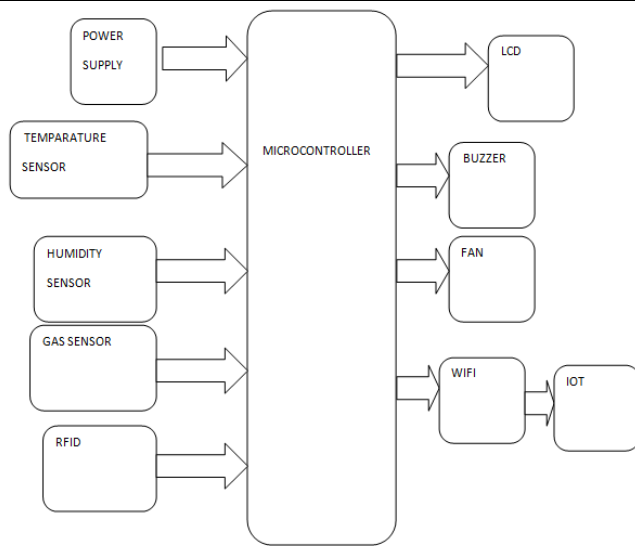 POWER
SUPPLY
TEMPARATURE
SENSOR
HUMIDITY
SENSOR
GAS SENSOR
RFID
MICROCONTROLLER
LCD
BUZZER
FAN
WIFI
IOT